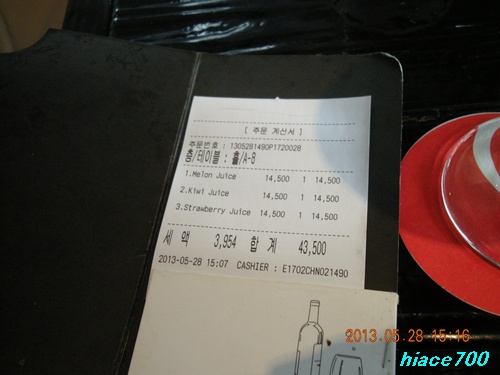 [ 주문 계산서 ]
주문번호 : 130528149OP1720028
층/테이블 : 홀/A-B
1.Melon Juice 14,500 1 14,500
2.Kiwi Juice 14,500 1 14,500
3.Strawberry Juice 14,500 1 14,500
세 액 3,954 합 계 43,500
2013-05-28 15:07 CASHIER : E1702CHN021490
2013.05.28 15:16
hiace700